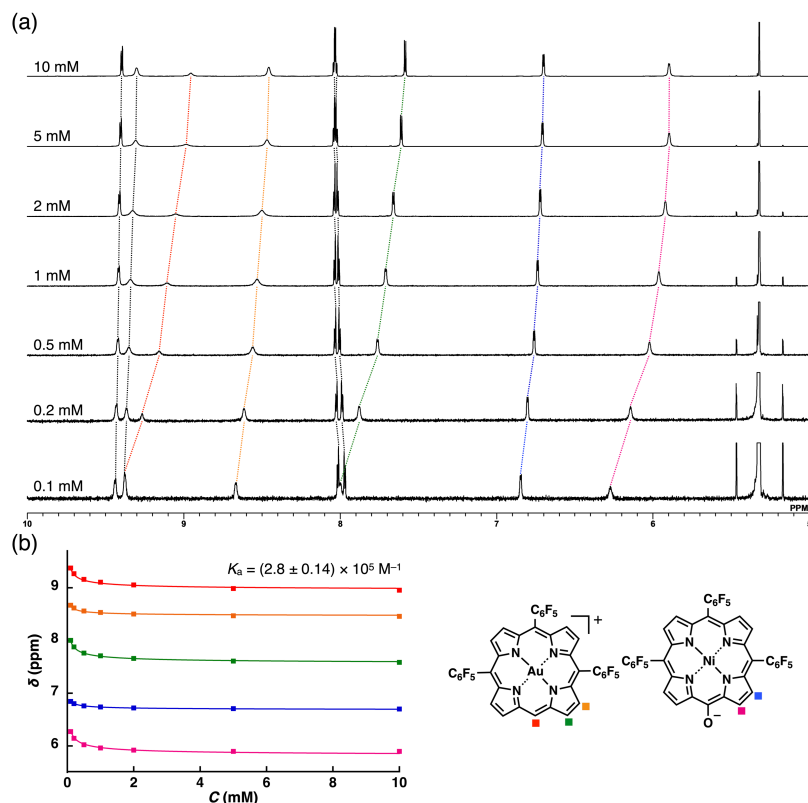 (a)
10 mM
5 mM
2 mM
1 mM
0.5 mM
0.2 mM
0.1 mM
PPM
10 9 8 7 6 5
(b)
Kₐ = (2.8 ± 0.14) × 10⁵ M⁻¹
9
8
7
6
δ (ppm)
0 2 4 6 8 10
C (mM)
C₆F₅
+
C₆F₅ C₆F₅
N N
Au
N N
C₆F₅
C₆F₅ C₆F₅
N N
Ni
N N
O⁻